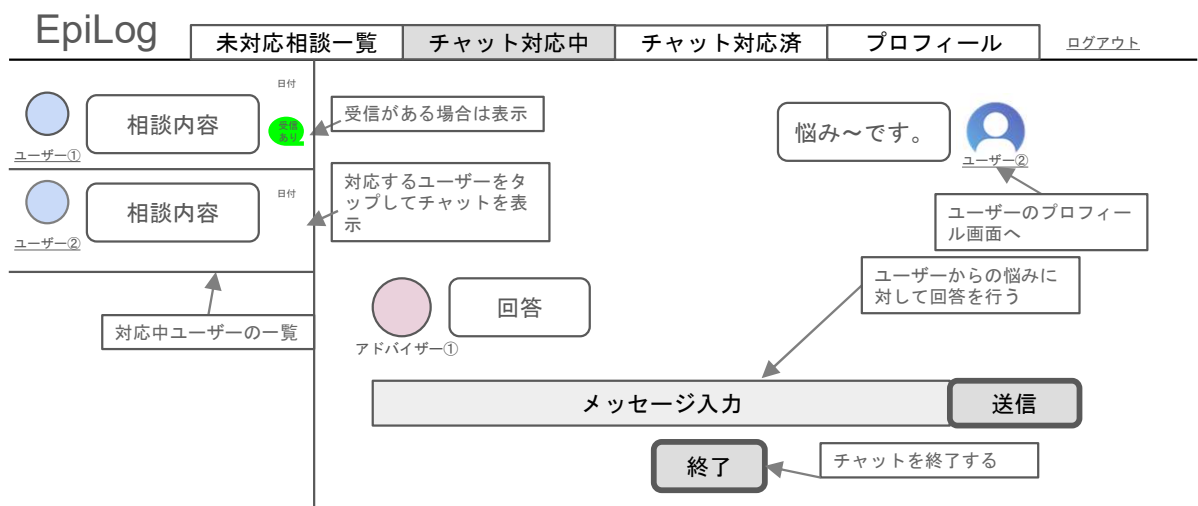 EpiLog
未対応相談一覧
チャット対応中
チャット対応済
プロフィール
ログアウト
日付
相談内容
受信
あり
ユーザー①
受信がある場合は表示
日付
相談内容
ユーザー②
対応するユーザーをタ
ップしてチャットを表
示
対応中ユーザーの一覧
悩み～です。
ユーザー②
ユーザーのプロフィー
ル画面へ
ユーザーからの悩みに
対して回答を行う
回答
アドバイザー①
メッセージ入力
送信
終了
チャットを終了する